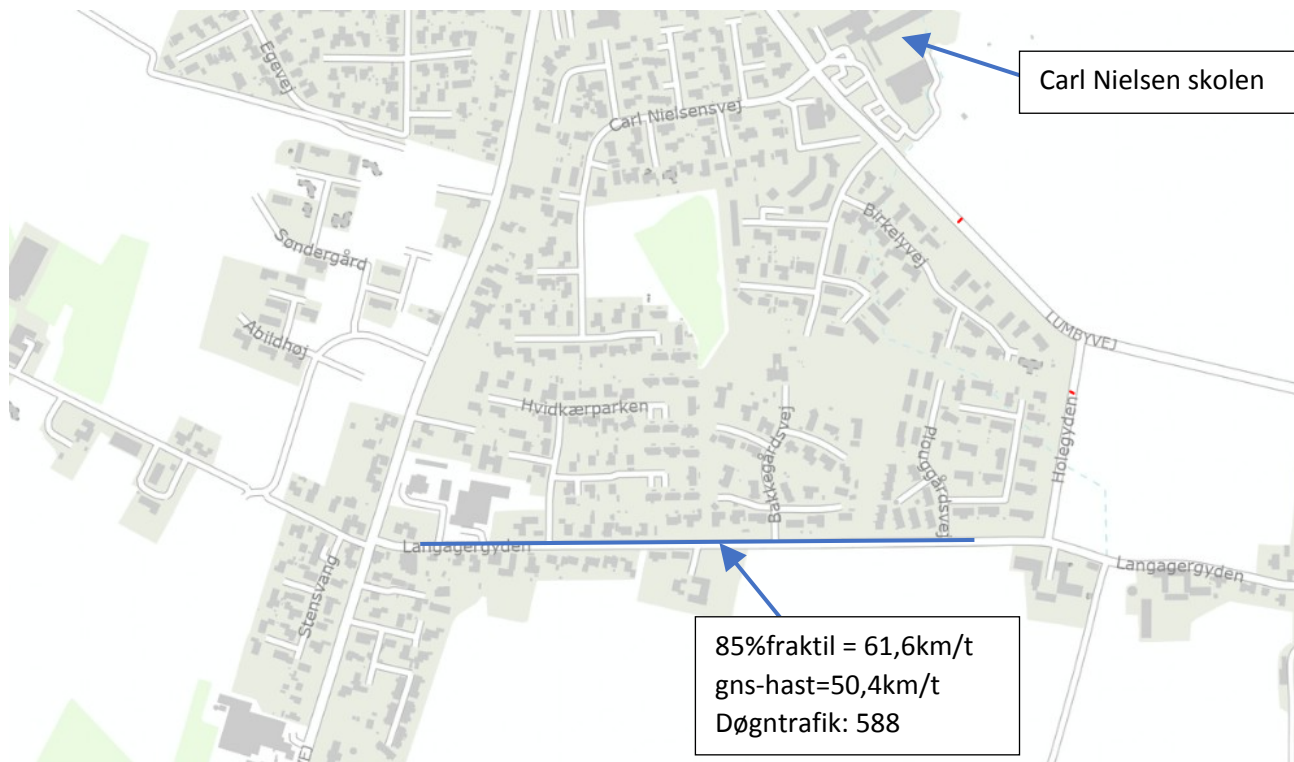 Egevej
Carl Nielsen skolen
Carl Nielsensvej
Birkelyvej
Søndergård
Abildhøj
LUMBYVEJ
Hvidkærparken
Bakkegårdsvej
Holegyden
Langagergyden
Stensvang
Langagergyden
85%fraktil = 61,6km/t
gns-hast=50,4km/t
Døgntrafik: 588